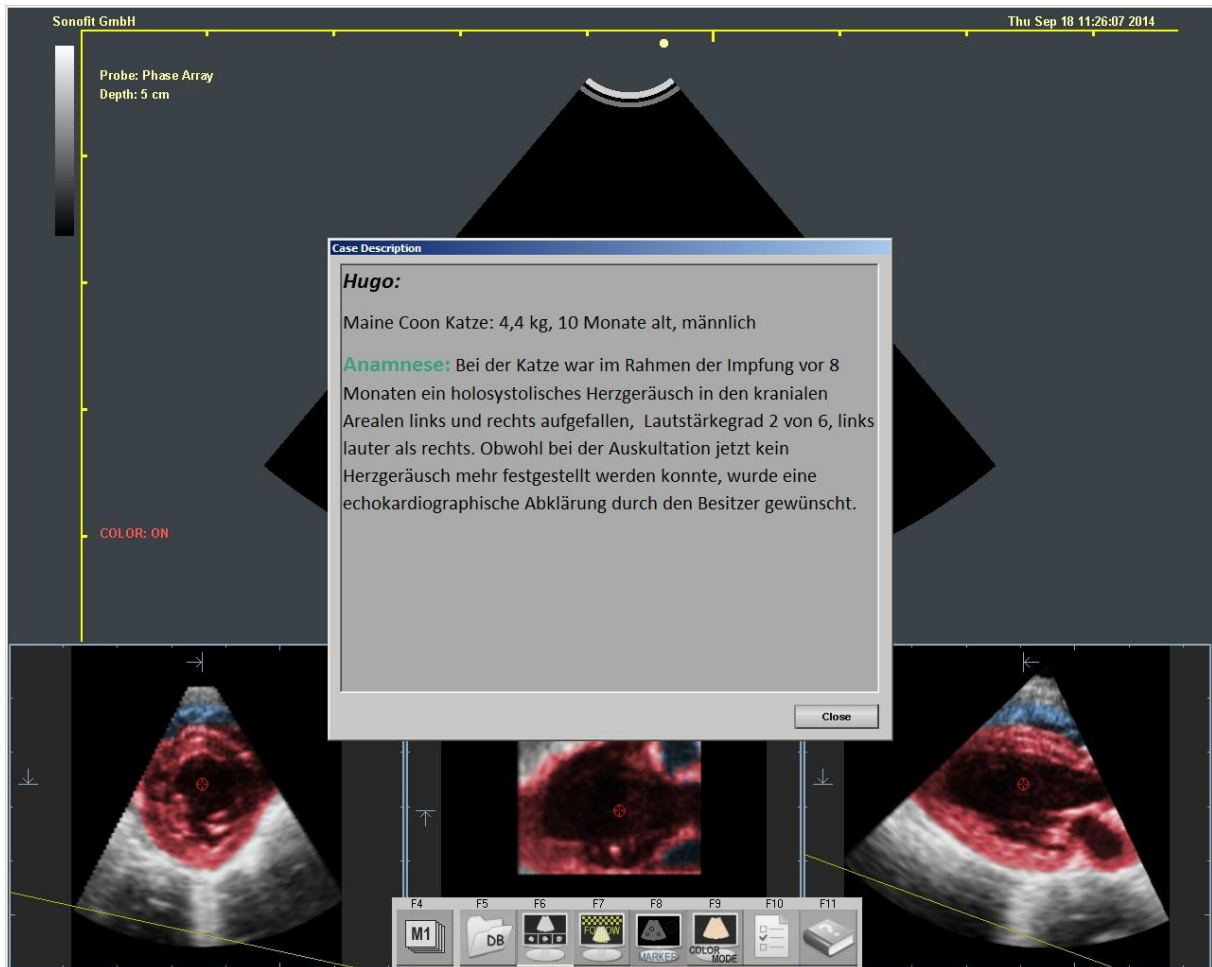 Sonofit GmbH
Thu Sep 18 11:26:07 2014
Probe: Phase Array
Depth: 5 cm
Case Description
Hugo:
Maine Coon Katze: 4,4 kg, 10 Monate alt, männlich
Anamnese: Bei der Katze war im Rahmen der Impfung vor 8
Monaten ein holosystolisches Herzgeräusch in den kranialen
Arealen links und rechts aufgefallen, Lautstärkegrad 2 von 6, links
lauter als rechts. Obwohl bei der Auskultation jetzt kein
Herzgeräusch mehr festgestellt werden konnte, wurde eine
echokardiographische Abklärung durch den Besitzer gewünscht.
COLOR: ON
Close
F4 F5 F6 F7 F8 F9 F10 F11
M1 DB FOLLOW MARKER COLOR MODE